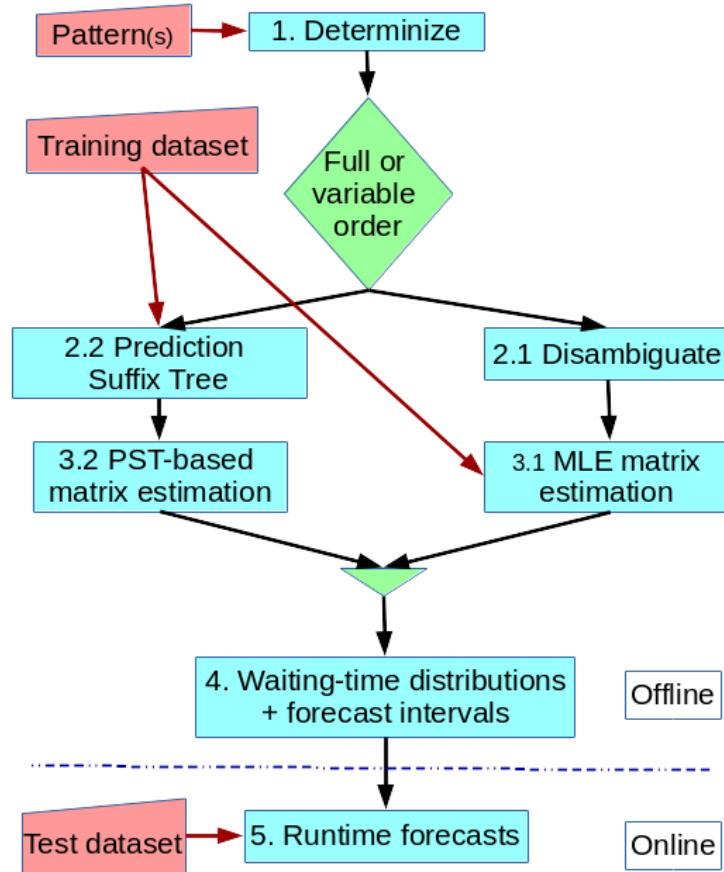 Pattern(s)
1. Determinize
Training dataset
Full or
variable
order
2.2 Prediction
Suffix Tree
2.1 Disambiguate
3.2 PST-based
matrix estimation
3.1 MLE matrix
estimation
4. Waiting-time distributions
+ forecast intervals
Offline
Test dataset
5. Runtime forecasts
Online